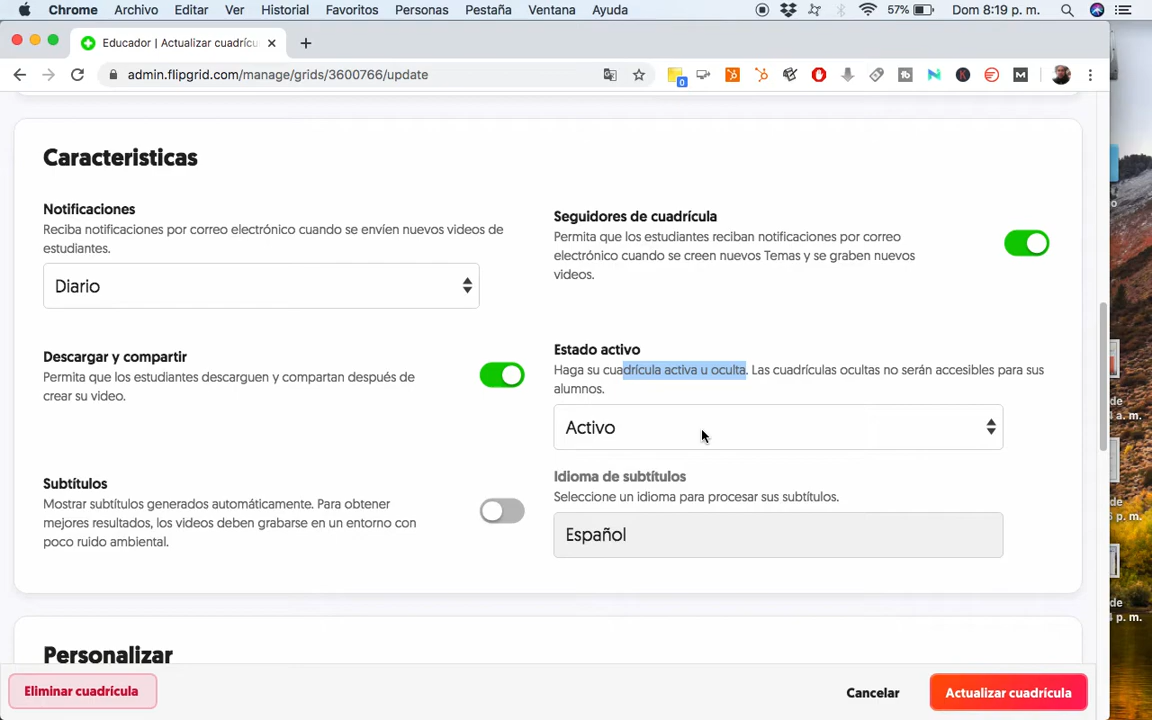 Chrome Archivo Editar Ver Historial Favoritos Personas Pestaña Ventana Ayuda 57% Dom 8:19 p. m.
Educador | Actualizar cuadrícu
admin.flipgrid.com/manage/grids/3600766/update
0
Caracteristicas
Notificaciones
Reciba notificaciones por correo electrónico cuando se envíen nuevos videos de
estudiantes.
Diario
Seguidores de cuadrícula
Permita que los estudiantes reciban notificaciones por correo
electrónico cuando se creen nuevos Temas y se graben nuevos
videos.
Descargar y compartir
Permita que los estudiantes descarguen y compartan después de
crear su video.
Estado activo
Haga su cuadrícula activa u oculta. Las cuadrículas ocultas no serán accesibles para sus
alumnos.
Activo
Subtítulos
Mostrar subtítulos generados automáticamente. Para obtener
mejores resultados, los videos deben grabarse en un entorno con
poco ruido ambiental.
Idioma de subtítulos
Seleccione un idioma para procesar sus subtítulos.
Español
Personalizar
Eliminar cuadrícula
Cancelar
Actualizar cuadrícula
de
a. m.
de
p. m.
de
p. m.